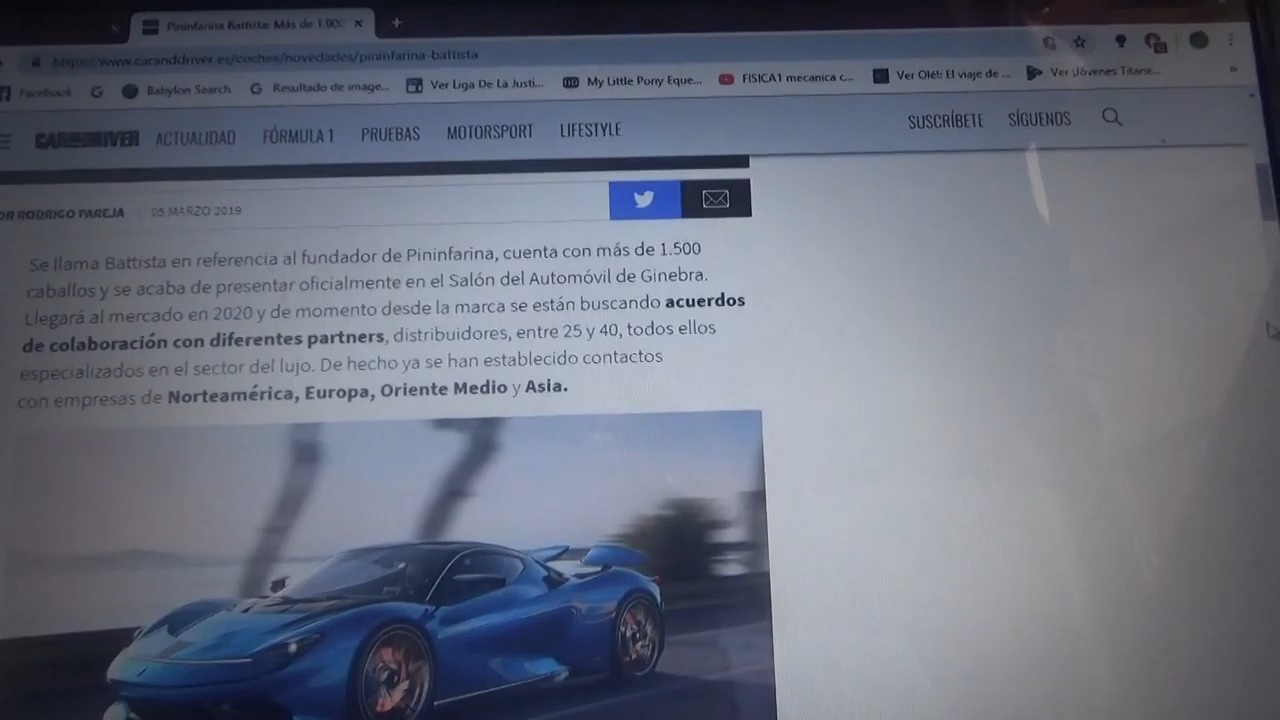 Pininfarina Battista: Más de 1.900
https://www.caranddriver.es/coches/novedades/pininfarina-battista
Facebook
G
Babylon Search
Resultado de image...
Ver Liga De La Justi...
My Little Pony Eque...
FISICA1 mecanica c...
Ver Olé!: El viaje de ...
Ver ¡Jóvenes Titane...
»
CAR AND DRIVER ACTUALIDAD FÓRMULA 1 PRUEBAS MOTORSPORT LIFESTYLE SUSCRÍBETE SÍGUENOS
OR RODRIGO PAREJA 05 MARZO 2019
Se llama Battista en referencia al fundador de Pininfarina, cuenta con más de 1.500
caballos y se acaba de presentar oficialmente en el Salón del Automóvil de Ginebra.
Llegará al mercado en 2020 y de momento desde la marca se están buscando acuerdos
de colaboración con diferentes partners, distribuidores, entre 25 y 40, todos ellos
especializados en el sector del lujo. De hecho ya se han establecido contactos
con empresas de Norteamérica, Europa, Oriente Medio y Asia.